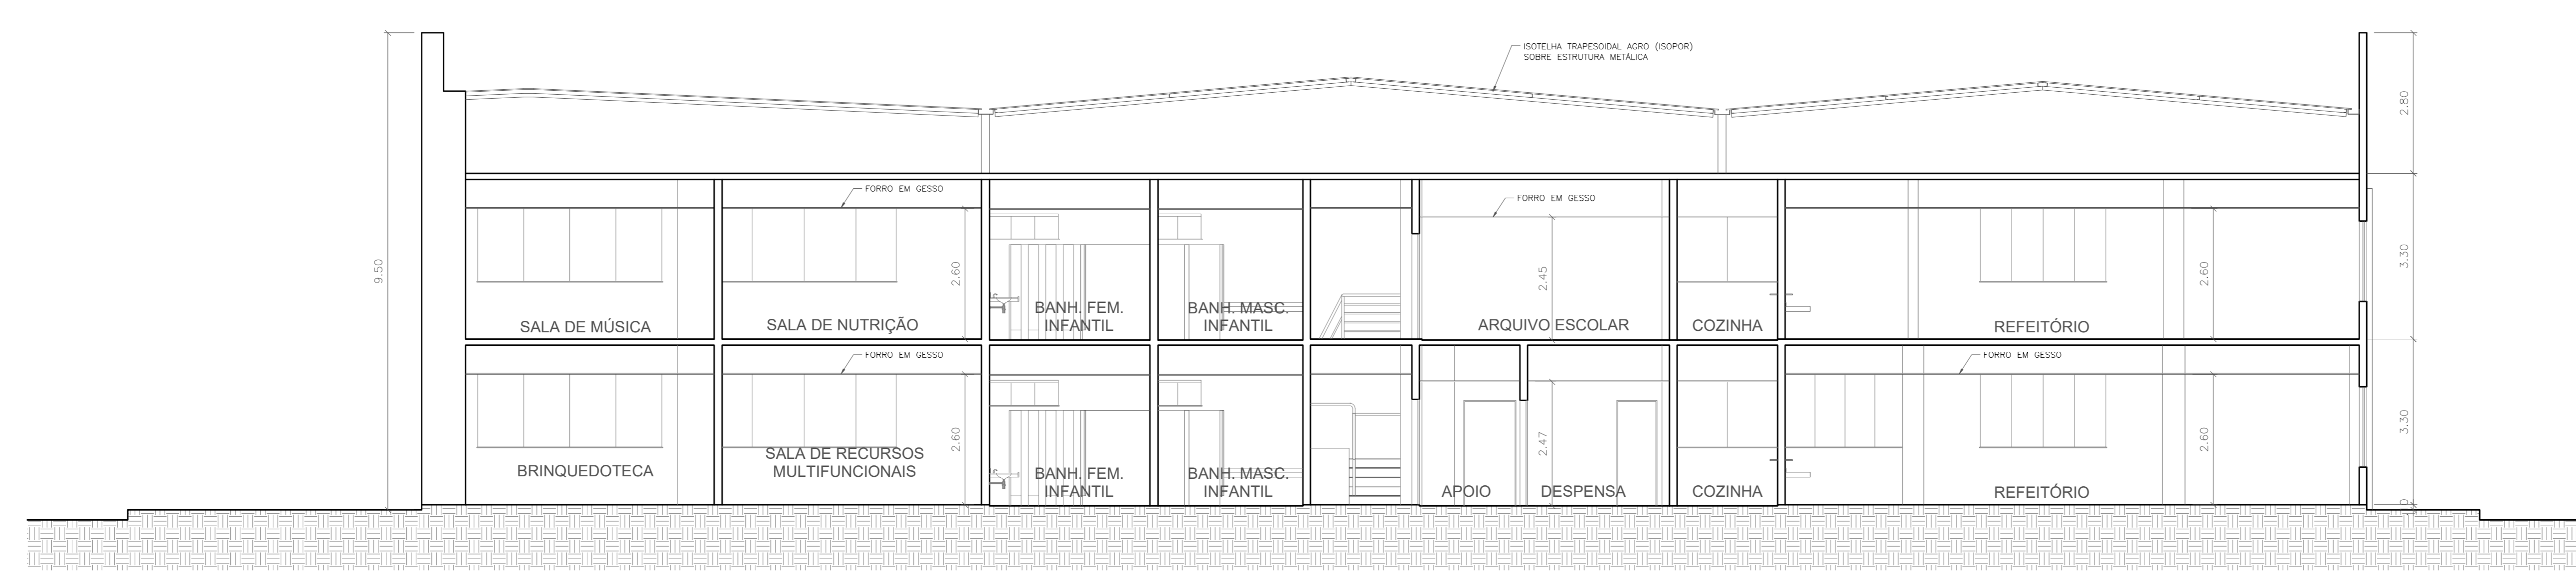 ISOTELHA TRAPESOIDAL AGRO (ISOPOR)
SOBRE ESTRUTURA METÁLICA
9.50
2.80
FORRO EM GESSO
FORRO EM GESSO
2.60
2.45
2.60
3.30
SALA DE MÚSICA
SALA DE NUTRIÇÃO
BANH. FEM.
INFANTIL
BANH. MASC.
INFANTIL
ARQUIVO ESCOLAR
COZINHA
REFEITÓRIO
FORRO EM GESSO
FORRO EM GESSO
2.60
2.47
2.60
3.30
BRINQUEDOTECA
SALA DE RECURSOS
MULTIFUNCIONAIS
BANH. FEM.
INFANTIL
BANH. MASC.
INFANTIL
APOIO
DESPENSA
COZINHA
REFEITÓRIO